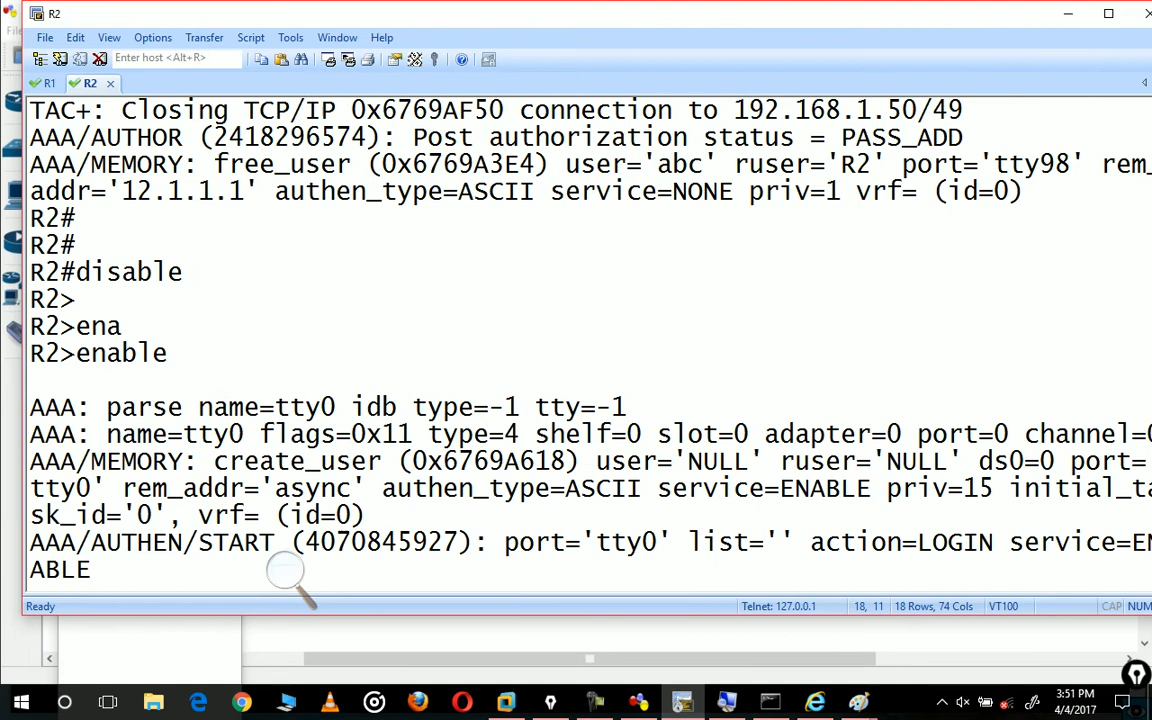 R2
File Edit View Options Transfer Script Tools Window Help
Enter host <Alt+R>
R1 R2
TAC+: Closing TCP/IP 0x6769AF50 connection to 192.168.1.50/49
AAA/AUTHOR (2418296574): Post authorization status = PASS_ADD
AAA/MEMORY: free_user (0x6769A3E4) user='abc' ruser='R2' port='tty98' rem_
addr='12.1.1.1' authen_type=ASCII service=NONE priv=1 vrf= (id=0)
R2#
R2#
R2#disable
R2>
R2>ena
R2>enable
AAA: parse name=tty0 idb type=-1 tty=-1
AAA: name=tty0 flags=0x11 type=4 shelf=0 slot=0 adapter=0 port=0 channel=0
AAA/MEMORY: create_user (0x6769A618) user='NULL' ruser='NULL' ds0=0 port=
tty0' rem_addr='async' authen_type=ASCII service=ENABLE priv=15 initial_ta
sk_id='0', vrf= (id=0)
AAA/AUTHEN/START (4070845927): port='tty0' list='' action=LOGIN service=EN
ABLE
Ready Telnet: 127.0.0.1 18, 11 18 Rows, 74 Cols VT100 CAP NUM
3:51 PM
4/4/2017